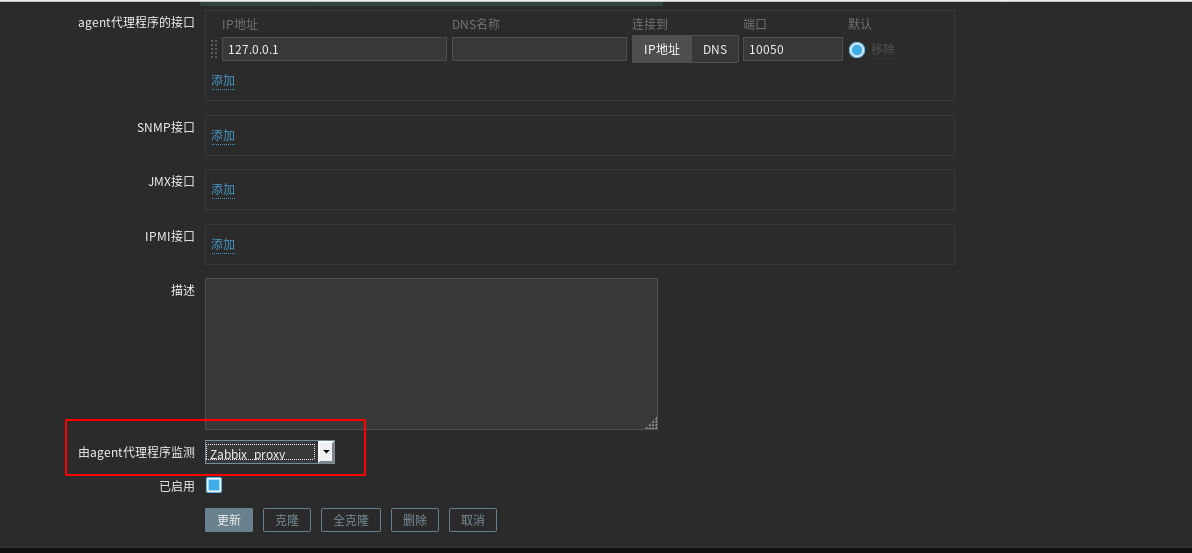 agent代理程序的接口 IP地址 DNS名称 连接到 端口 默认
127.0.0.1 IP地址 DNS 10050 移除
添加
SNMP接口 添加
JMX接口 添加
IPMI接口 添加
描述
由agent代理程序监测 Zabbix_proxy
已启用
更新 克隆 全克隆 删除 取消